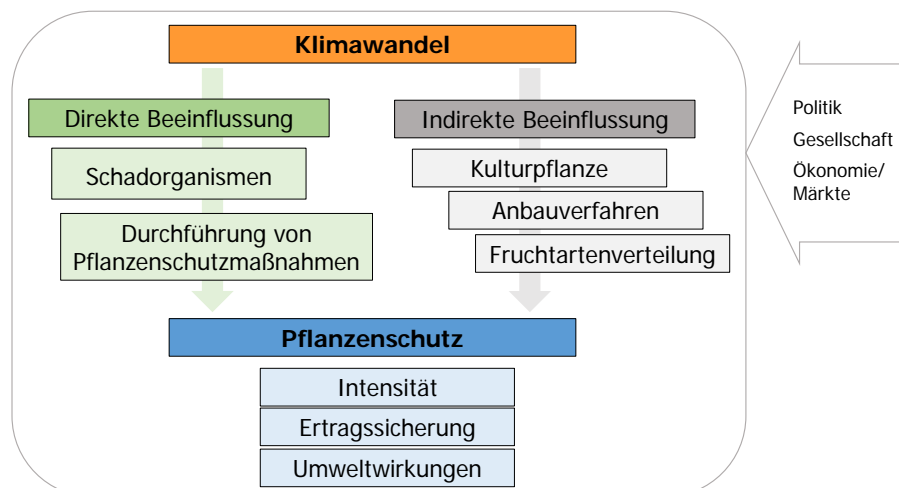 Klimawandel
Direkte Beeinflussung
Schadorganismen
Durchführung von
Pflanzenschutzmaßnahmen
Indirekte Beeinflussung
Kulturpflanze
Anbauverfahren
Fruchtartenverteilung
Pflanzenschutz
Intensität
Ertragssicherung
Umweltwirkungen
Politik
Gesellschaft
Ökonomie/
Märkte